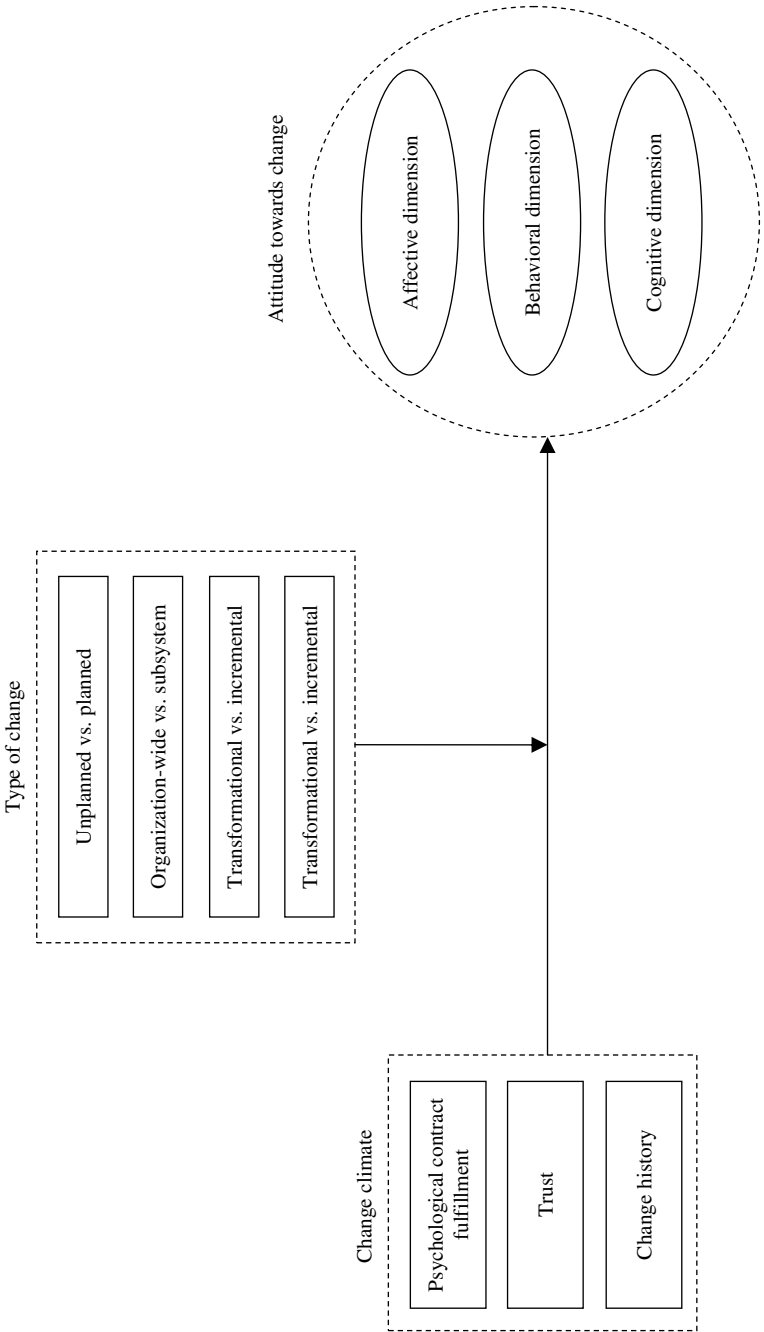 Type of change
Unplanned vs. planned
Organization-wide vs. subsystem
Transformational vs. incremental
Transformational vs. incremental
Change climate
Psychological contract
fulfillment
Trust
Change history
Attitude towards change
Affective dimension
Behavioral dimension
Cognitive dimension